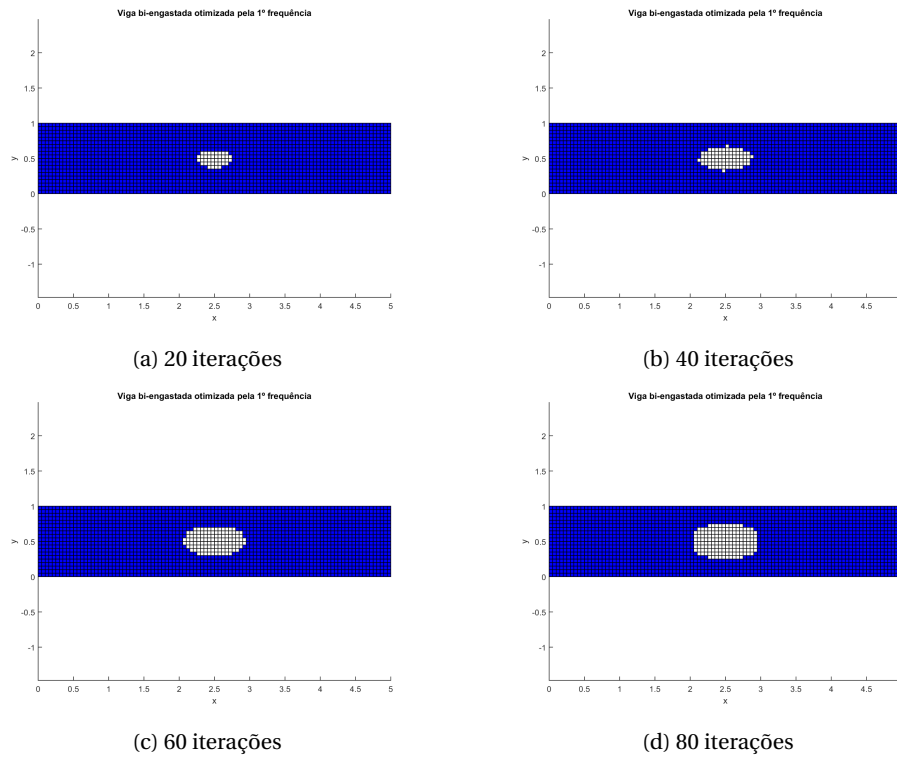 Viga bi-engastada otimizada pela 1º frequência
2
1.5
1
0.5
0
-0.5
-1
y
0 0.5 1 1.5 2 2.5 3 3.5 4 4.5 5
x
(a) 20 iterações
Viga bi-engastada otimizada pela 1º frequência
2
1.5
1
0.5
0
-0.5
-1
y
0 0.5 1 1.5 2 2.5 3 3.5 4 4.5
x
(b) 40 iterações
Viga bi-engastada otimizada pela 1º frequência
2
1.5
1
0.5
0
-0.5
-1
y
0 0.5 1 1.5 2 2.5 3 3.5 4 4.5 5
x
(c) 60 iterações
Viga bi-engastada otimizada pela 1º frequência
2
1.5
1
0.5
0
-0.5
-1
y
0 0.5 1 1.5 2 2.5 3 3.5 4 4.5
x
(d) 80 iterações